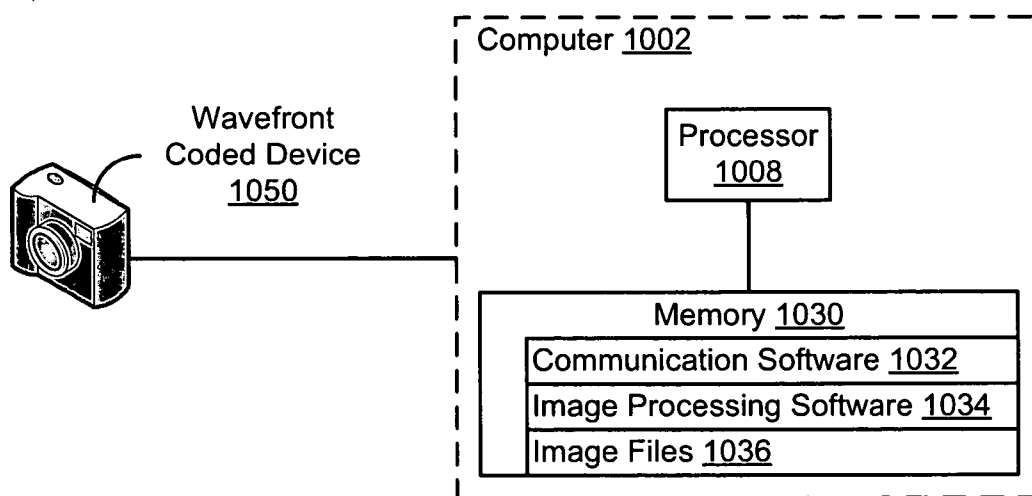 Computer 1002
Wavefront
Coded Device
1050
Processor
1008
Memory 1030
Communication Software 1032
Image Processing Software 1034
Image Files 1036